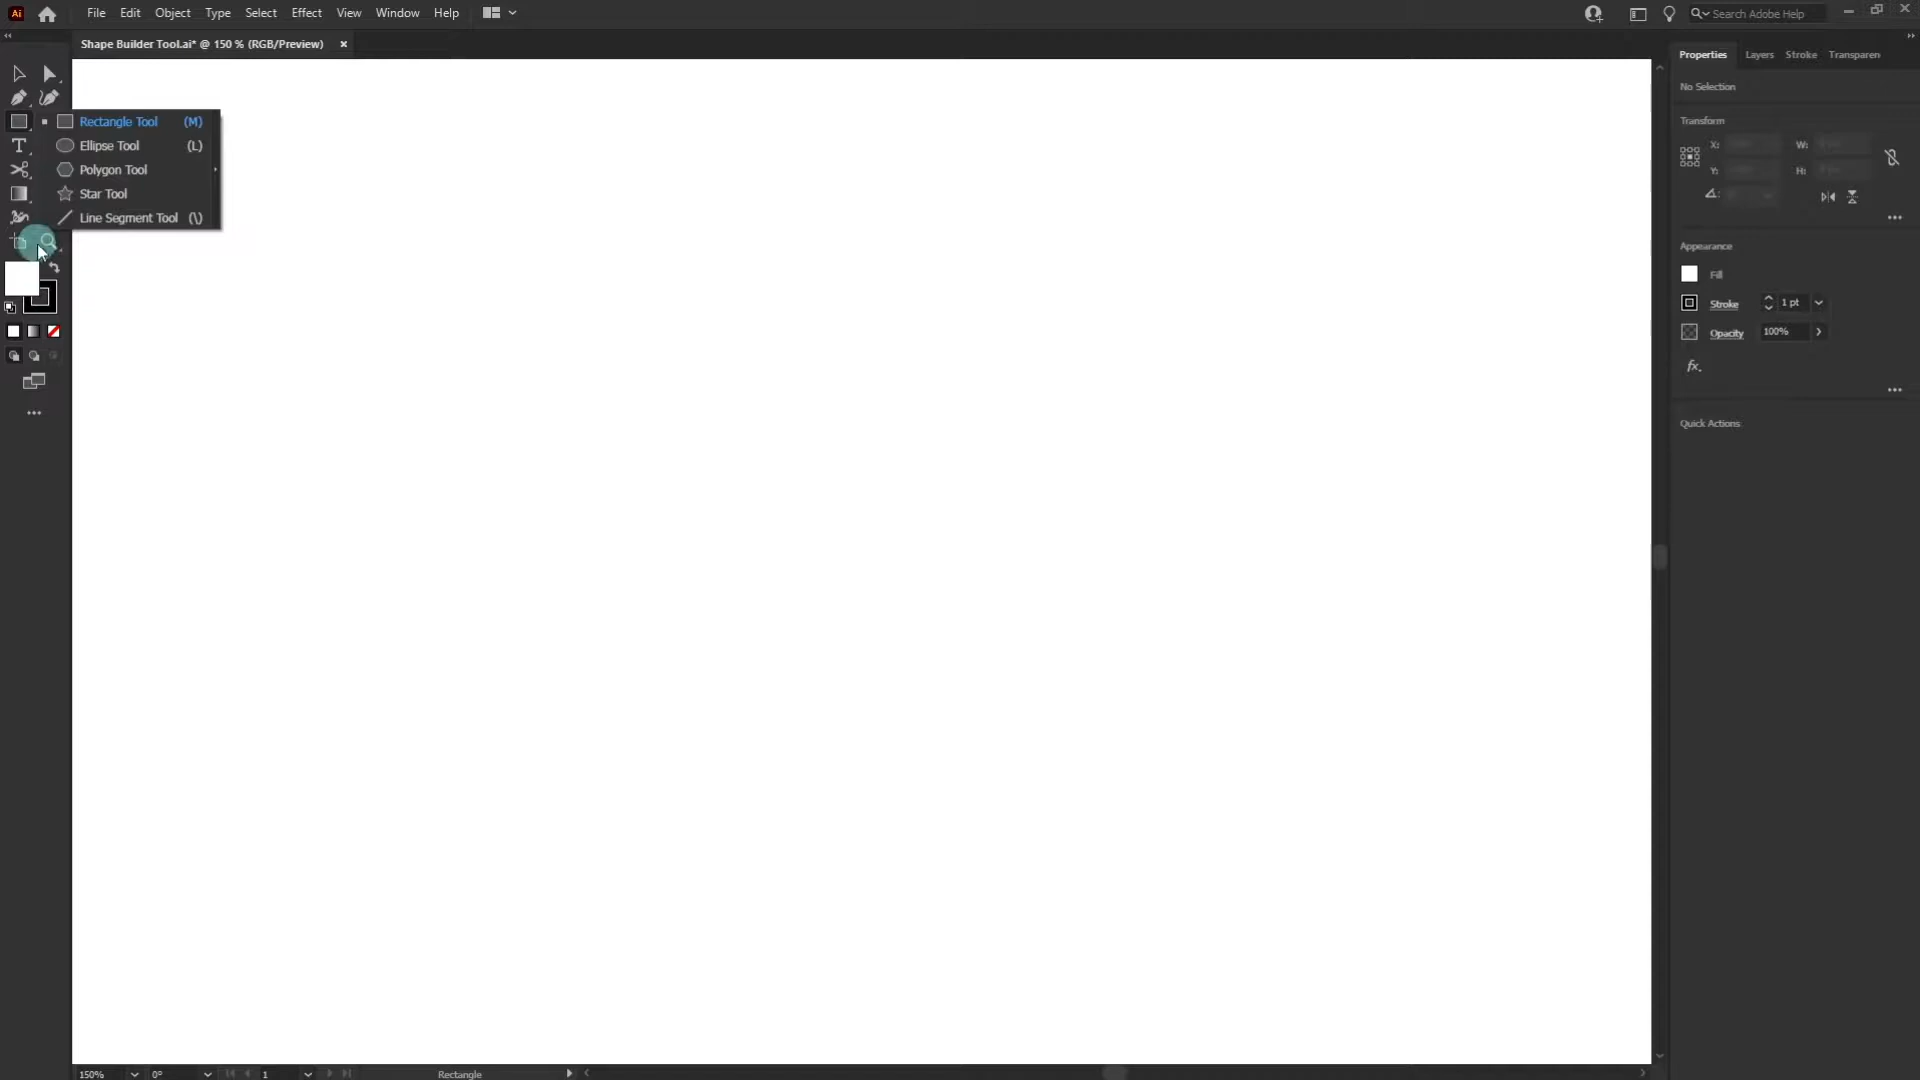 Ai File Edit Object Type Select Effect View Window Help Search Adobe Help
Shape Builder Tool.ai* @ 150 % (RGB/Preview) ×
Properties Layers Stroke Transparen
No Selection
Transform
X: W:
Y: H:
Appearance
Fill
Stroke 1 pt
Opacity 100%
fx.
Quick Actions
Rectangle Tool (M)
Ellipse Tool (L)
Polygon Tool
Star Tool
Line Segment Tool (\)
T
150% 0° 1 Rectangle